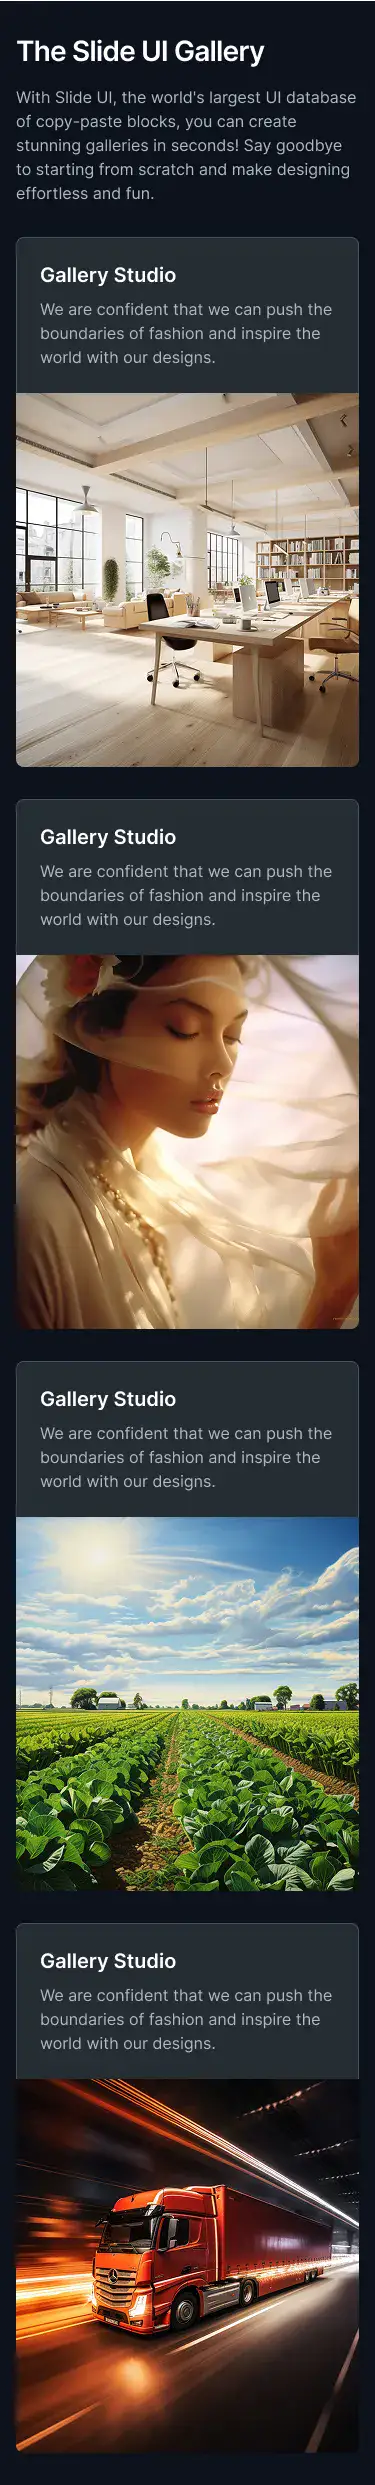 The Slide UI Gallery
With Slide UI, the world's largest UI database
of copy-paste blocks, you can create
stunning galleries in seconds! Say goodbye
to starting from scratch and make designing
effortless and fun.
Gallery Studio
We are confident that we can push the
boundaries of fashion and inspire the
world with our designs.
Gallery Studio
We are confident that we can push the
boundaries of fashion and inspire the
world with our designs.
Gallery Studio
We are confident that we can push the
boundaries of fashion and inspire the
world with our designs.
Gallery Studio
We are confident that we can push the
boundaries of fashion and inspire the
world with our designs.